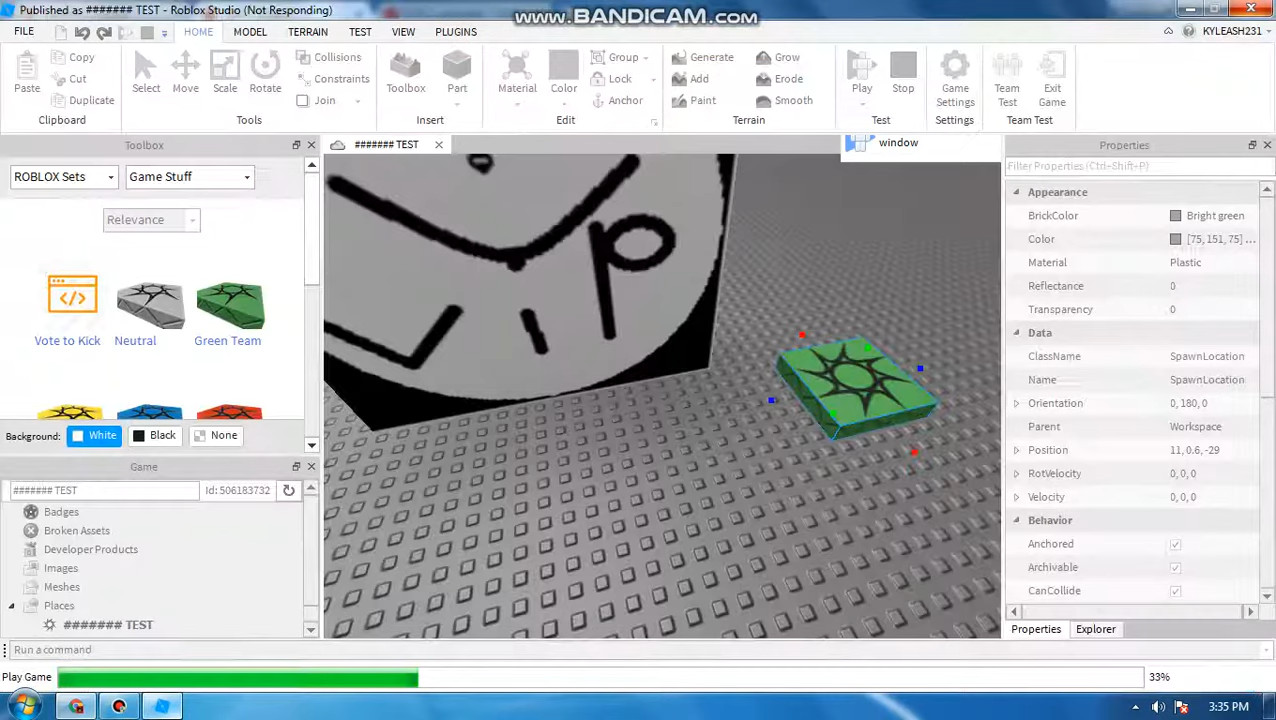 Published as ####### TEST - Roblox Studio (Not Responding)
www.BANDICAM.com
FILE HOME MODEL TERRAIN TEST VIEW PLUGINS KYLEASH231
Paste Copy Cut Duplicate Clipboard
Select Move Scale Rotate Collisions Constraints Join Tools
Toolbox Part Insert
Material Color Group Lock Anchor Edit
Generate Add Paint Grow Erode Smooth Terrain
Play Stop Test
Game Settings Settings
Team Test Exit Game Team Test
Toolbox
ROBLOX Sets Game Stuff
Relevance
Vote to Kick Neutral Green Team
Background: White Black None
Game
####### TEST Id: 506183732
Badges
Broken Assets
Developer Products
Images
Meshes
Places
####### TEST
####### TEST
window
p
Properties
Filter Properties (Ctrl+Shift+P)
Appearance
BrickColor Bright green
Color [75, 151, 75] ...
Material Plastic
Reflectance 0
Transparency 0
Data
ClassName SpawnLocation
Name SpawnLocation
Orientation 0, 180, 0
Parent Workspace
Position 11, 0.6, -29
RotVelocity 0, 0, 0
Velocity 0, 0, 0
Behavior
Anchored
Archivable
CanCollide
Properties Explorer
Run a command
Play Game 33%
3:35 PM